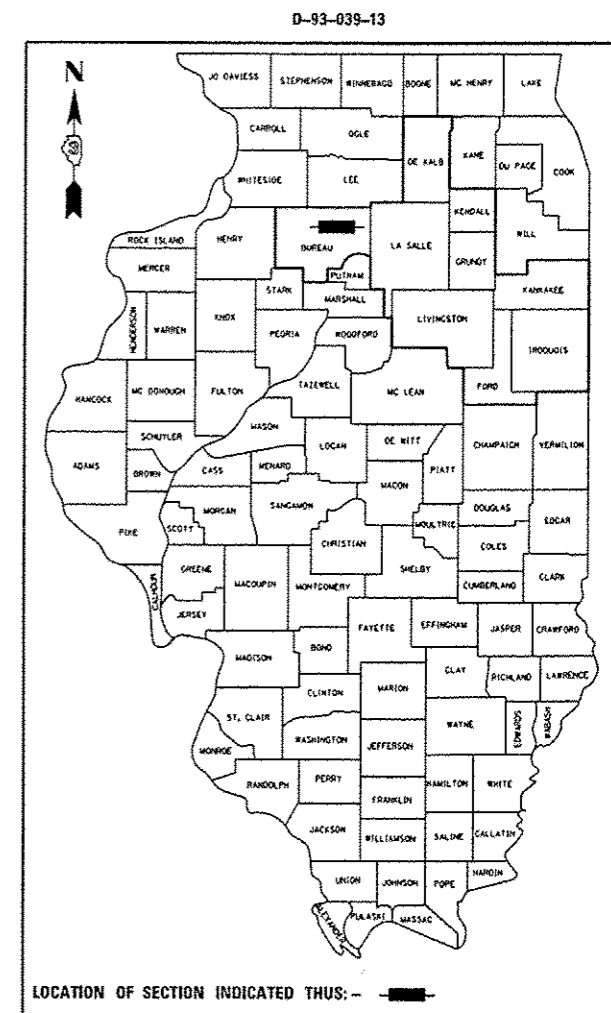 D-93-039-13
N
JO DAVIESS STEPHENSON WINNEBAGO BOONE MC HENRY LAKE
CARROLL OGLE
DE KALB KANE DU PAGE COOK
WHITESIDE LEE
KENDALL
WILL
ROCK ISLAND HENRY BUREAU LA SALLE
GRUNDY
MERCER PUTNAM
KANKAKEE
STARK MARSHALL
HENDERSON WARREN KNOX PEORIA WOODFORD LIVINGSTON
IROQUOIS
HANCOCK MC DONOUGH FULTON TAZEWELL MC LEAN FORD
MASON
SCHUYLER LOGAN DE WITT CHAMPAIGN VERMILION
ADAMS BROWN CASS MENARD PIATT
MACON
MORGAN SANGAMON DOUGLAS
PIKE SCOTT MOULTRIE EDGAR
CHRISTIAN COLES
GREENE SHELBY
CALHOUN MACOUPIN MONTGOMERY CUMBERLAND CLARK
JERSEY
FAYETTE EFFINGHAM JASPER CRAWFORD
MADISON BOND
CLAY RICHLAND LAWRENCE
CLINTON MARION
ST. CLAIR WAYNE EDWARDS WABASH
WASHINGTON JEFFERSON
MONROE
RANDOLPH PERRY HAMILTON WHITE
FRANKLIN
JACKSON WILLIAMSON SALINE GALLATIN
UNION JOHNSON POPE HARDIN
ALEXANDER PULASKI MASSAC
LOCATION OF SECTION INDICATED THUS: -